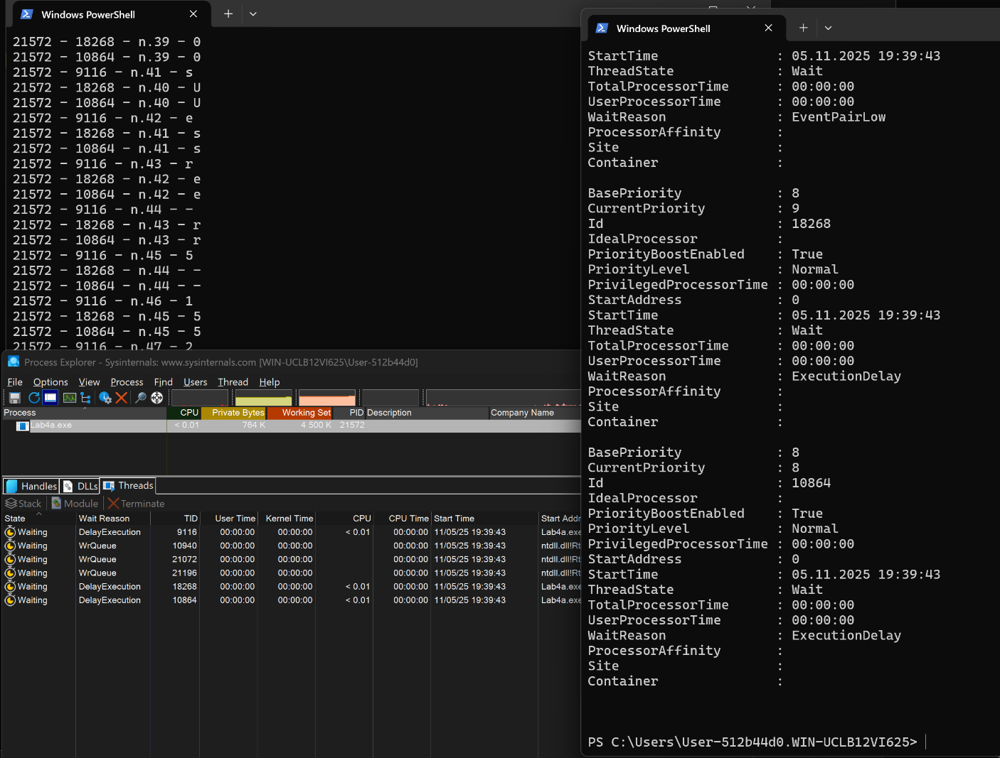 Windows PowerShell
21572 - 18268 - n.39 - 0
21572 - 10864 - n.39 - 0
21572 - 9116 - n.41 - s
21572 - 18268 - n.40 - U
21572 - 10864 - n.40 - U
21572 - 9116 - n.42 - e
21572 - 18268 - n.41 - s
21572 - 10864 - n.41 - s
21572 - 9116 - n.43 - r
21572 - 18268 - n.42 - e
21572 - 10864 - n.42 - e
21572 - 9116 - n.44 - -
21572 - 18268 - n.43 - r
21572 - 10864 - n.43 - r
21572 - 9116 - n.45 - 5
21572 - 18268 - n.44 - -
21572 - 10864 - n.44 - -
21572 - 9116 - n.46 - 1
21572 - 18268 - n.45 - 5
21572 - 10864 - n.45 - 5
21572 - 9116 - n.47 - 2
Process Explorer - Sysinternals: www.sysinternals.com [WIN-UCLB12VI625\User-512b44d0]
File Options View Process Find Users Thread Help
Process CPU Private Bytes Working Set PID Description Company Name
Lab4a.exe < 0.01 764 K 4 500 K 21572
Handles DLLs Threads
Stack Module Terminate
State Wait Reason TID User Time Kernel Time CPU CPU Time Start Time Start Addr
Waiting DelayExecution 9116 00:00:00 00:00:00 < 0.01 00:00:00 11/05/25 19:39:43 Lab4a.exe
Waiting WrQueue 10940 00:00:00 00:00:00 00:00:00 11/05/25 19:39:43 ntdll.dll!Rt
Waiting WrQueue 21072 00:00:00 00:00:00 00:00:00 11/05/25 19:39:43 ntdll.dll!Rt
Waiting WrQueue 21196 00:00:00 00:00:00 00:00:00 11/05/25 19:39:43 ntdll.dll!Rt
Waiting DelayExecution 18268 00:00:00 00:00:00 < 0.01 00:00:00 11/05/25 19:39:43 Lab4a.exe
Waiting DelayExecution 10864 00:00:00 00:00:00 < 0.01 00:00:00 11/05/25 19:39:43 Lab4a.exe
Windows PowerShell
StartTime : 05.11.2025 19:39:43
ThreadState : Wait
TotalProcessorTime : 00:00:00
UserProcessorTime : 00:00:00
WaitReason : EventPairLow
ProcessorAffinity :
Site :
Container :
BasePriority : 8
CurrentPriority : 9
Id : 18268
IdealProcessor :
PriorityBoostEnabled : True
PriorityLevel : Normal
PrivilegedProcessorTime : 00:00:00
StartAddress : 0
StartTime : 05.11.2025 19:39:43
ThreadState : Wait
TotalProcessorTime : 00:00:00
UserProcessorTime : 00:00:00
WaitReason : ExecutionDelay
ProcessorAffinity :
Site :
Container :
BasePriority : 8
CurrentPriority : 8
Id : 10864
IdealProcessor :
PriorityBoostEnabled : True
PriorityLevel : Normal
PrivilegedProcessorTime : 00:00:00
StartAddress : 0
StartTime : 05.11.2025 19:39:43
ThreadState : Wait
TotalProcessorTime : 00:00:00
UserProcessorTime : 00:00:00
WaitReason : ExecutionDelay
ProcessorAffinity :
Site :
Container :
PS C:\Users\User-512b44d0.WIN-UCLB12VI625>